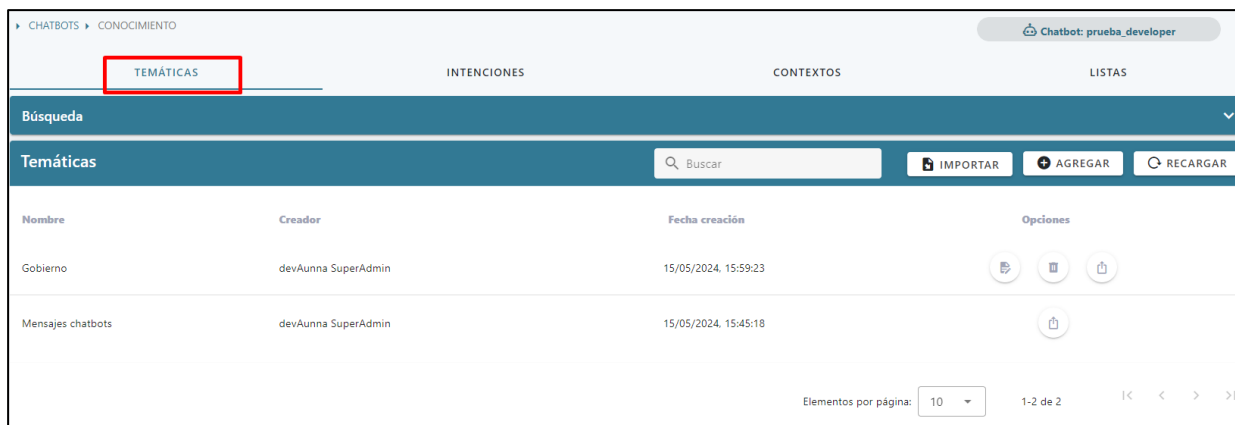 CHATBOTS CONOCIMIENTO
Chatbot: prueba_developer
TEMÁTICAS INTENCIONES CONTEXTOS LISTAS
Búsqueda
Temáticas Buscar IMPORTAR AGREGAR RECARGAR
Nombre Creador Fecha creación Opciones
Gobierno devAunna SuperAdmin 15/05/2024, 15:59:23
Mensajes chatbots devAunna SuperAdmin 15/05/2024, 15:45:18
Elementos por página: 10 1-2 de 2